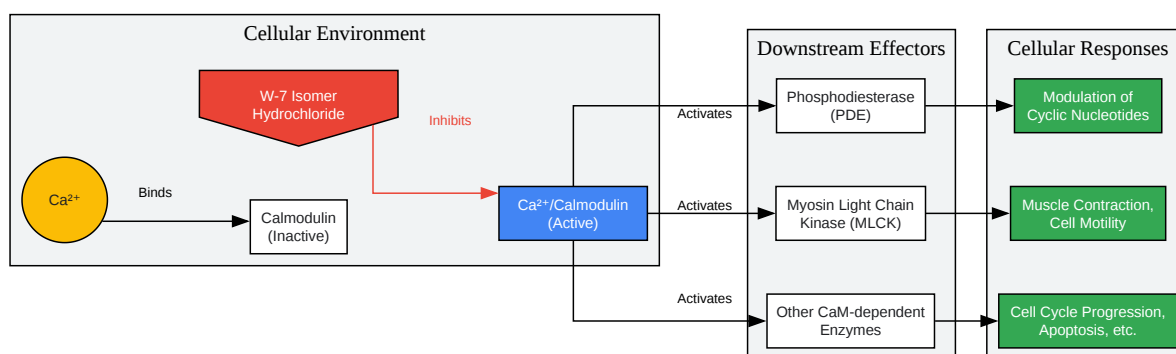 Cellular Environment
W-7 Isomer
Hydrochloride
Inhibits
Ca²⁺
Binds
Calmodulin
(Inactive)
Ca²⁺/Calmodulin
(Active)
Activates
Activates
Activates
Downstream Effectors
Phosphodiesterase
(PDE)
Myosin Light Chain
Kinase (MLCK)
Other CaM-dependent
Enzymes
Cellular Responses
Modulation of
Cyclic Nucleotides
Muscle Contraction,
Cell Motility
Cell Cycle Progression,
Apoptosis, etc.